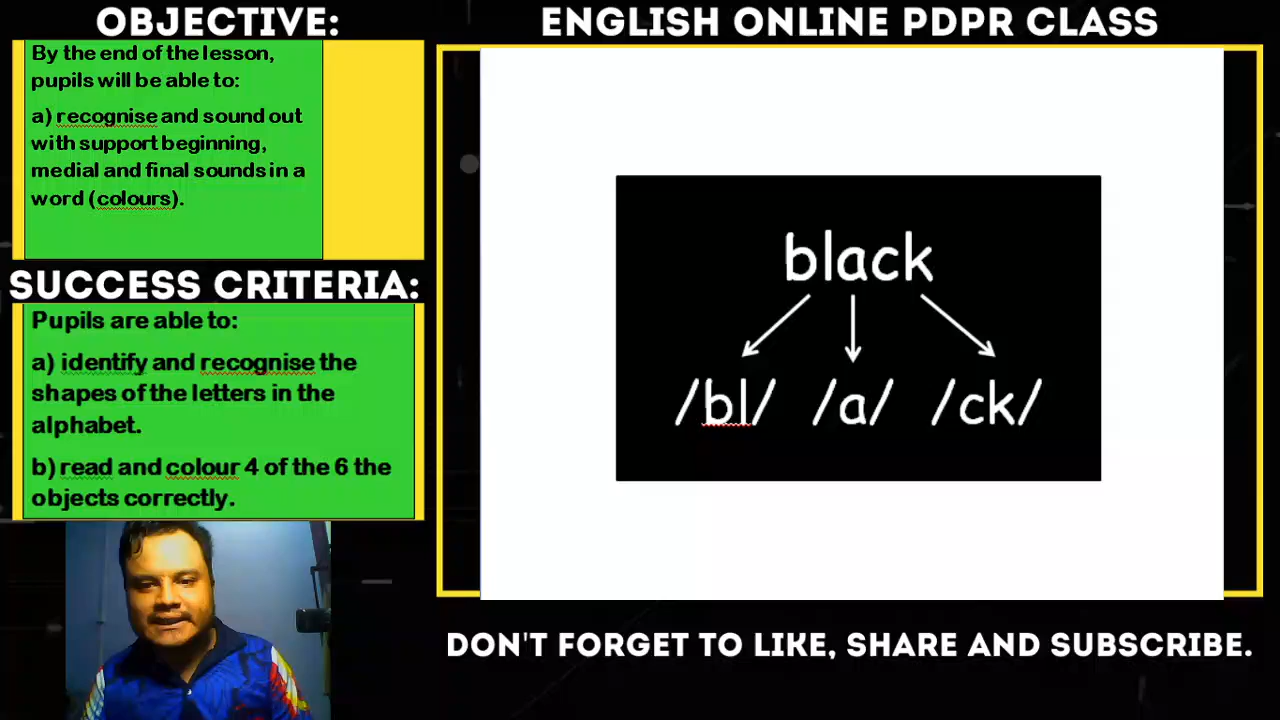 OBJECTIVE:
By the end of the lesson,
pupils will be able to:
a) recognise and sound out
with support beginning,
medial and final sounds in a
word (colours).
SUCCESS CRITERIA:
Pupils are able to:
a) identify and recognise the
shapes of the letters in the
alphabet.
b) read and colour 4 of the 6 the
objects correctly.
ENGLISH ONLINE PDPR CLASS
black
/bl/ /a/ /ck/
DON'T FORGET TO LIKE, SHARE AND SUBSCRIBE.